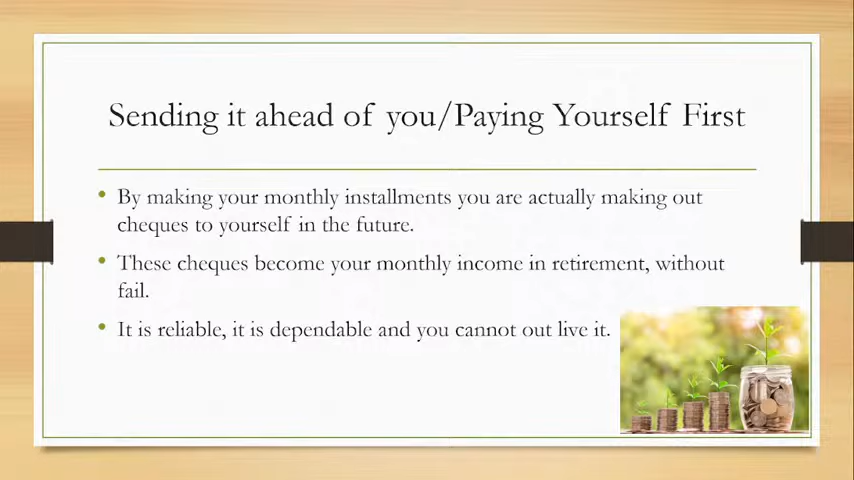 Sending it ahead of you/Paying Yourself First
• By making your monthly installments you are actually making out
cheques to yourself in the future.
• These cheques become your monthly income in retirement, without
fail.
• It is reliable, it is dependable and you cannot out live it.